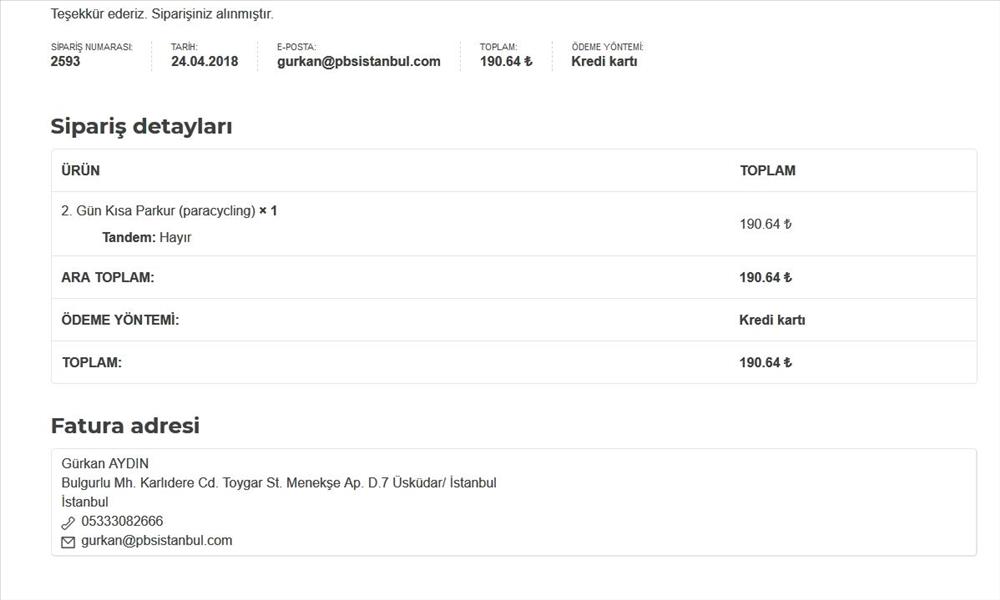 Teşekkür ederiz. Siparişiniz alınmıştır.
SİPARİŞ NUMARASI: TARİH: E-POSTA: TOPLAM: ÖDEME YÖNTEMİ:
2593 24.04.2018 gurkan@pbsistanbul.com 190.64 ₺ Kredi kartı
Sipariş detayları
ÜRÜN TOPLAM
2. Gün Kısa Parkur (paracycling) × 1 190.64 ₺
Tandem: Hayır
ARA TOPLAM: 190.64 ₺
ÖDEME YÖNTEMİ: Kredi kartı
TOPLAM: 190.64 ₺
Fatura adresi
Gürkan AYDIN
Bulgurlu Mh. Karlıdere Cd. Toygar St. Menekşe Ap. D.7 Üsküdar/ İstanbul
İstanbul
05333082666
gurkan@pbsistanbul.com